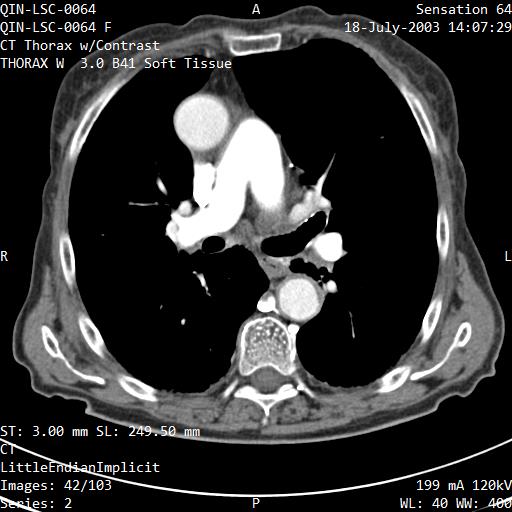 QIN-LSC-0064
A
Sensation 64
QIN-LSC-0064 F
18-July-2003 14:07:29
CT Thorax w/Contrast
THORAX W 3.0 B41 Soft Tissue
R
L
ST: 3.00 mm SL: 249.50 mm
CT
LittleEndianImplicit
Images: 42/103
199 mA 120kV
Series: 2
P
WL: 40 WW: 400